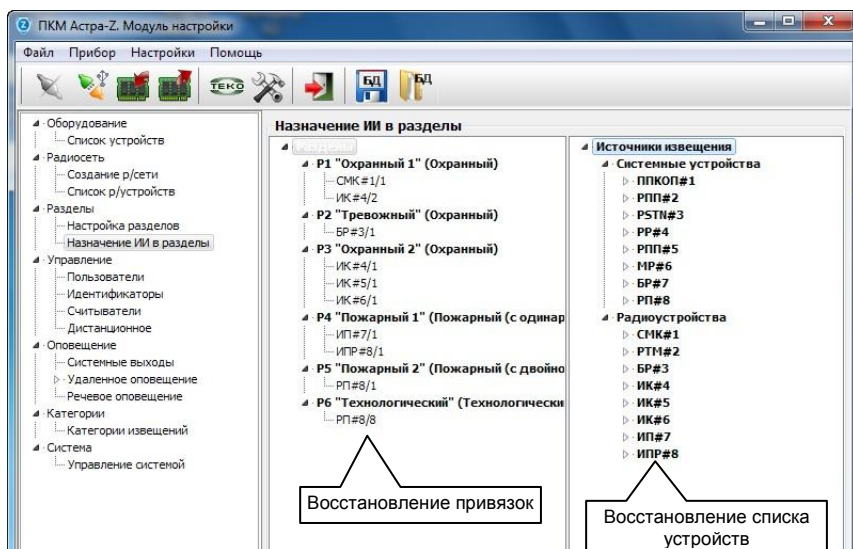 ПКМ Астра-Z. Модуль настройки
Файл Прибор Настройки Помощь
ТЕКО
БД
БД
Оборудование
Список устройств
Радиосеть
Создание р/сети
Список р/устройств
Разделы
Настройка разделов
Назначение ИИ в разделы
Управление
Пользователи
Идентификаторы
Считыватели
Дистанционное
Оповещение
Системные выходы
Удаленное оповещение
Речевое оповещение
Категории
Категории извещений
Система
Управление системой
Назначение ИИ в разделы
Разделы
Р1 "Охранный 1" (Охранный)
СМК#1/1
ИК#4/2
Р2 "Тревожный" (Охранный)
БР#3/1
Р3 "Охранный 2" (Охранный)
ИК#4/1
ИК#5/1
ИК#6/1
Р4 "Пожарный 1" (Пожарный (с одинар
ИП#7/1
ИПР#8/1
Р5 "Пожарный 2" (Пожарный (с двойно
РП#8/1
Р6 "Технологический" (Технологически
РП#8/8
Восстановление привязок
Источники извещения
Системные устройства
ППКОП#1
РПП#2
PSTN#3
РР#4
РПП#5
МР#6
БР#7
РП#8
Радиоустройства
СМК#1
РТМ#2
БР#3
ИК#4
ИК#5
ИК#6
ИП#7
ИПР#8
Восстановление списка
устройств